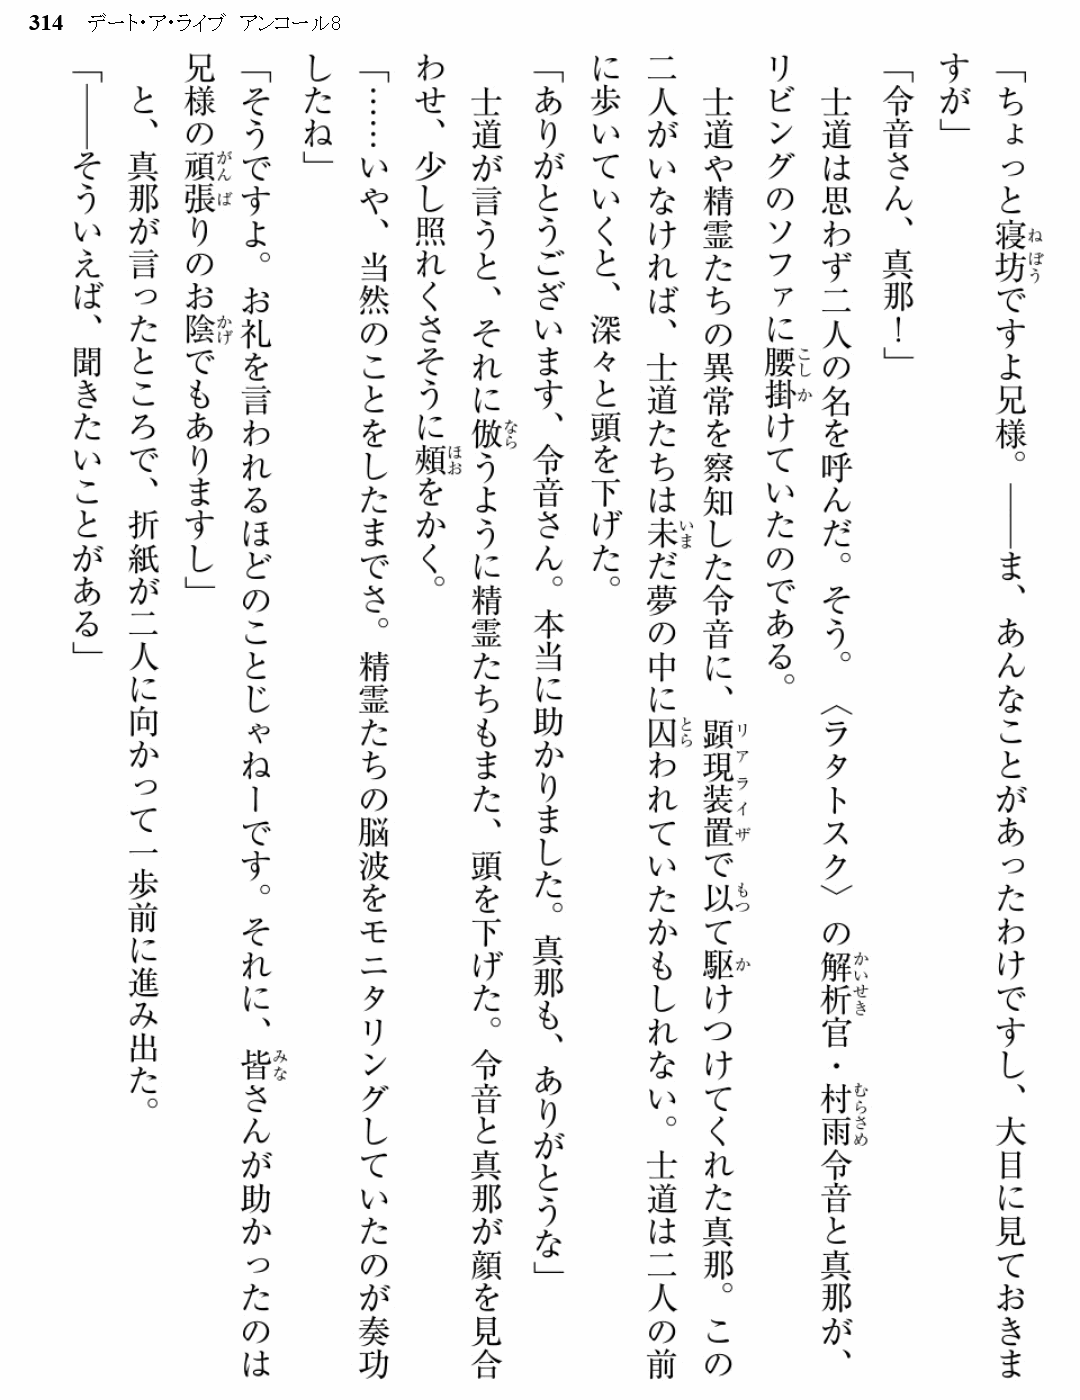 314 デート・ア・ライブ アンコール8
「ちょっと寝坊ですよ兄様。――ま、あんなことがあったわけですし、大目に見ておきま
すが」
「令音さん、真那！」
士道は思わず二人の名を呼んだ。そう。〈ラタトスク〉の解析官・村雨令音と真那が、
リビングのソファに腰掛けていたのである。
士道や精霊たちの異常を察知した令音に、顕現装置で以て駆けつけてくれた真那。この
二人がいなければ、士道たちは未だ夢の中に囚われていたかもしれない。士道は二人の前
に歩いていくと、深々と頭を下げた。
「ありがとうございます、令音さん。本当に助かりました。真那も、ありがとうな」
士道が言うと、それに倣うように精霊たちもまた、頭を下げた。令音と真那が顔を見合
わせ、少し照れくさそうに頰をかく。
「……いや、当然のことをしたまでさ。精霊たちの脳波をモニタリングしていたのが奏功
したね」
「そうですよ。お礼を言われるほどのことじゃねーです。それに、皆さんが助かったのは
兄様の頑張りのお陰でもありますし」
と、真那が言ったところで、折紙が二人に向かって一歩前に進み出た。
「――そういえば、聞きたいことがある」